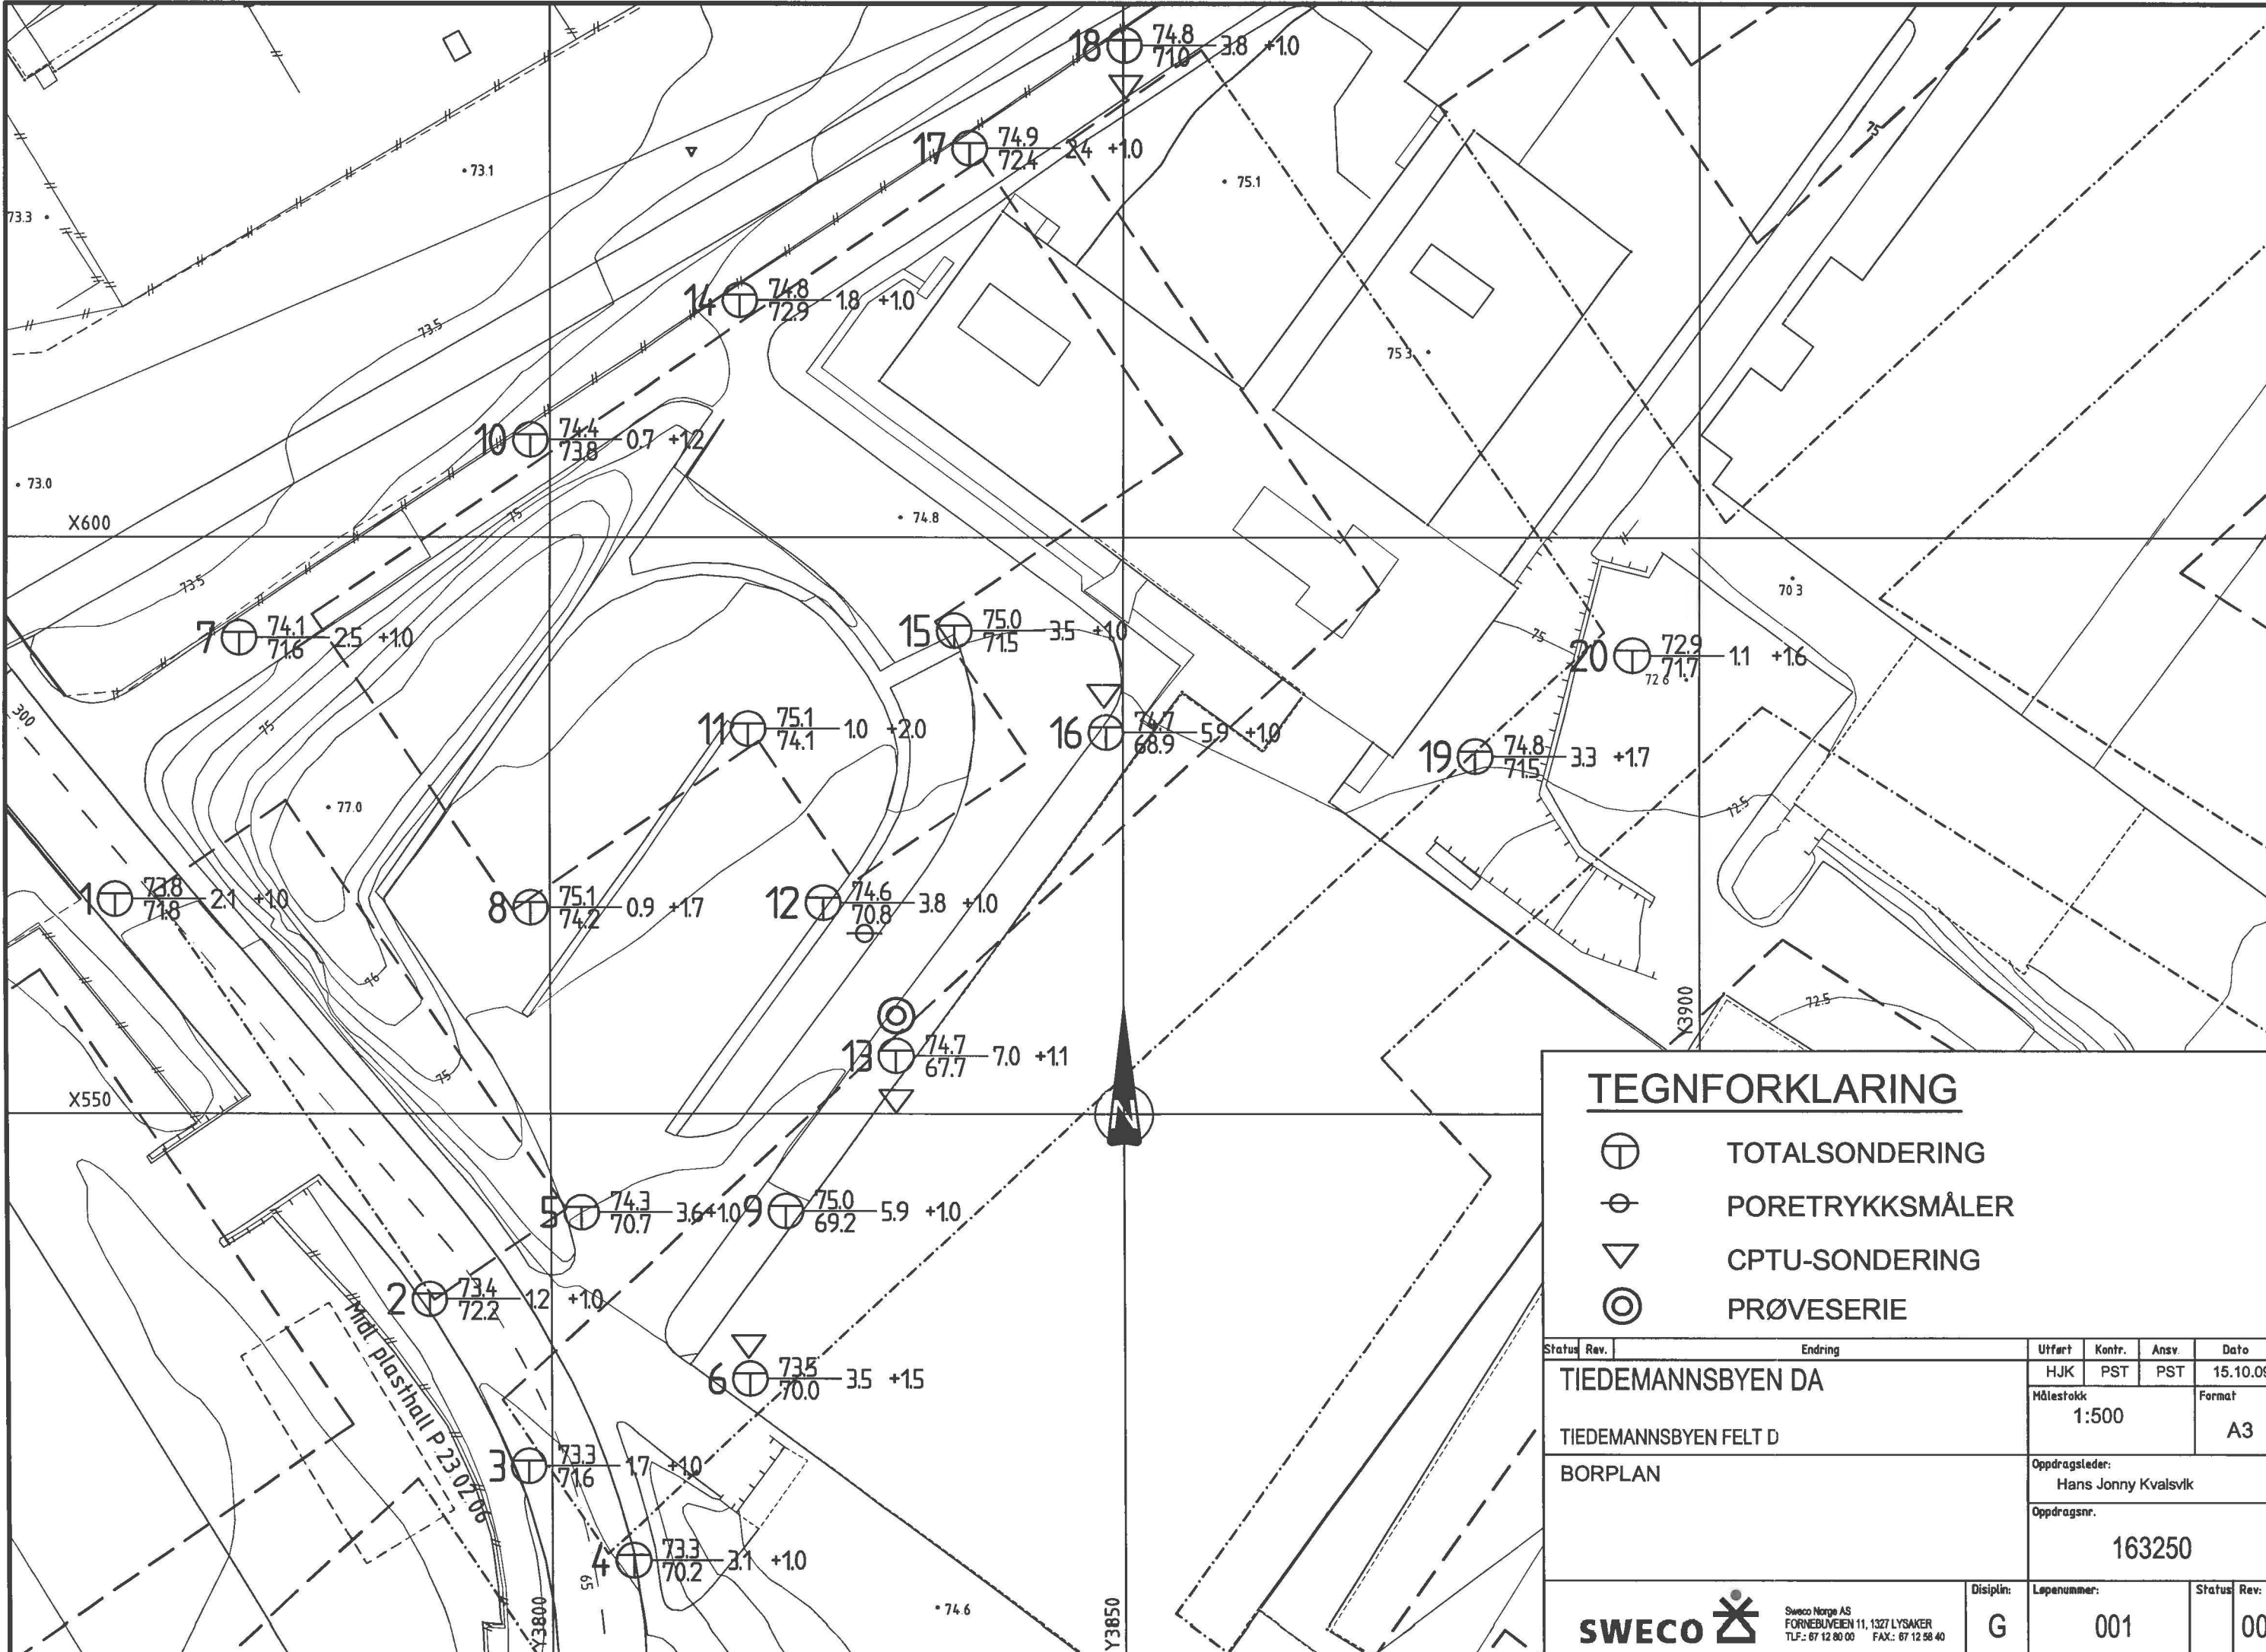 18 74.8 3.8 +1.0
71.0
17 74.9 2.4 +1.0
72.4
75
• 73.1
• 75.1
73.3 •
14 74.8 1.8 +1.0
72.9
73.5
75.3 •
10 74.4 0.7 +1.2
73.8
• 73.0
75
X600
• 74.8
73.5
70.3
7 74.1 2.5 +1.0
71.6
15 75.0 3.5 +1.0
71.5
75
20 72.9 1.1 +1.6
71.7
72.6
300
75
11 75.1 1.0 +2.0
74.1
16 74.7 5.9 +1.0
68.9
19 74.8 3.3 +1.7
71.5
• 77.0
72.5
1 73.8 2.1 +1.0
71.8
8 75.1 0.9 +1.7
74.2
12 74.6 3.8 +1.0
70.8
76
Y3900
72.5
13 74.7 7.0 +1.1
67.7
75
X550
N
5 74.3 3.6 +1.0
70.7
9 75.0 5.9 +1.0
69.2
2 73.4 1.2 +1.0
72.2
Midl plasthall P 23 02 06
6 73.5 3.5 +1.5
70.0
3 73.3 1.7 +1.0
71.6
4 73.3 3.1 +1.0
70.2
65
Y3800
• 74.6
Y3850
TEGNFORKLARING
TOTALSONDERING
PORETRYKKSMÅLER
CPTU-SONDERING
PRØVESERIE
Status Rev. Endring Utført Kontr. Ansv. Dato
HJK PST PST 15.10.09
TIEDEMANNSBYEN DA
Målestokk Format
1:500 A3
TIEDEMANNSBYEN FELT D
BORPLAN
Oppdragsleder:
Hans Jonny Kvalsvik
Oppdragsnr.
163250
SWECO
Sweco Norge AS
FORNEBUVEIEN 11, 1327 LYSAKER
TLF.: 67 12 80 00 FAX.: 67 12 58 40
Disiplin: Løpenummer: Status Rev:
G 001 00